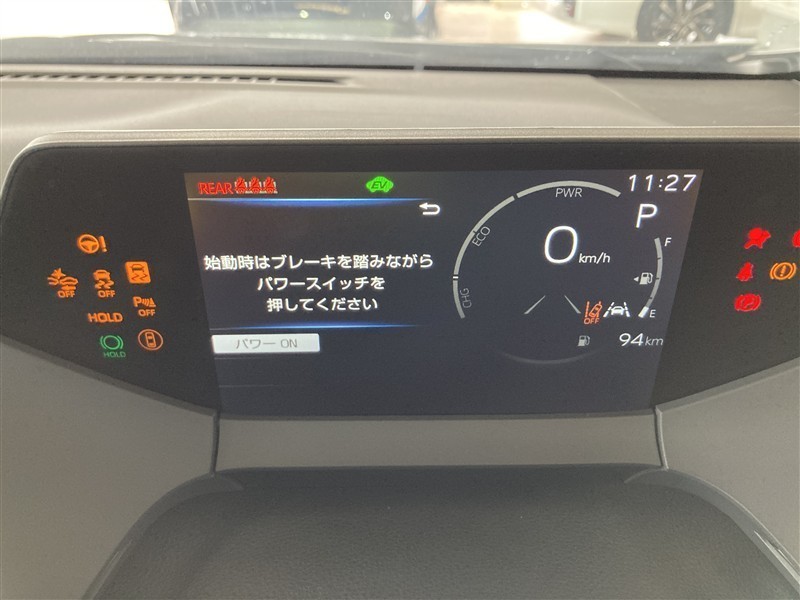 REAR
EV
11:27
PWR
P
ECO
0 km/h
F
始動時はブレーキを踏みながら
パワースイッチを
押してください
CHG
OFF
OFF
P
OFF
HOLD
OFF
E
HOLD
パワー ON
94 km